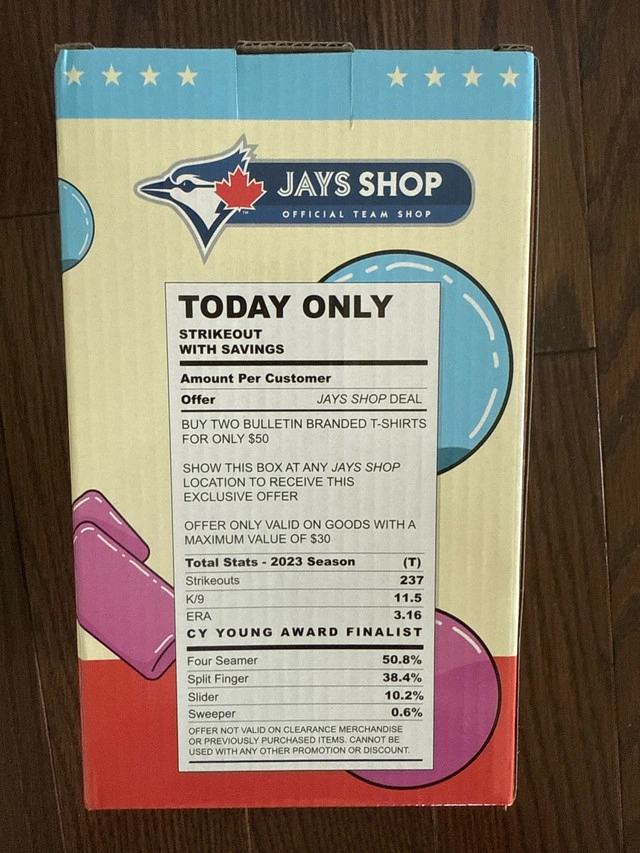 JAYS SHOP
OFFICIAL TEAM SHOP
TM
TODAY ONLY
STRIKEOUT
WITH SAVINGS
Amount Per Customer
Offer JAYS SHOP DEAL
BUY TWO BULLETIN BRANDED T-SHIRTS
FOR ONLY $50
SHOW THIS BOX AT ANY JAYS SHOP
LOCATION TO RECEIVE THIS
EXCLUSIVE OFFER
OFFER ONLY VALID ON GOODS WITH A
MAXIMUM VALUE OF $30
Total Stats - 2023 Season (T)
Strikeouts 237
K/9 11.5
ERA 3.16
CY YOUNG AWARD FINALIST
Four Seamer 50.8%
Split Finger 38.4%
Slider 10.2%
Sweeper 0.6%
OFFER NOT VALID ON CLEARANCE MERCHANDISE
OR PREVIOUSLY PURCHASED ITEMS. CANNOT BE
USED WITH ANY OTHER PROMOTION OR DISCOUNT.